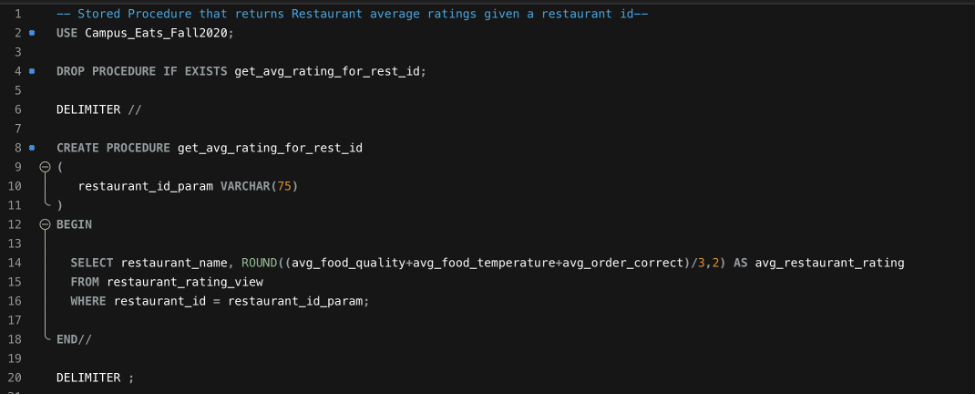 1 -- Stored Procedure that returns Restaurant average ratings given a restaurant id--
2 USE Campus_Eats_Fall2020;
3
4 DROP PROCEDURE IF EXISTS get_avg_rating_for_rest_id;
5
6 DELIMITER //
7
8 CREATE PROCEDURE get_avg_rating_for_rest_id
9 (
10 restaurant_id_param VARCHAR(75)
11 )
12 BEGIN
13
14 SELECT restaurant_name, ROUND((avg_food_quality+avg_food_temperature+avg_order_correct)/3,2) AS avg_restaurant_rating
15 FROM restaurant_rating_view
16 WHERE restaurant_id = restaurant_id_param;
17
18 END//
19
20 DELIMITER ;